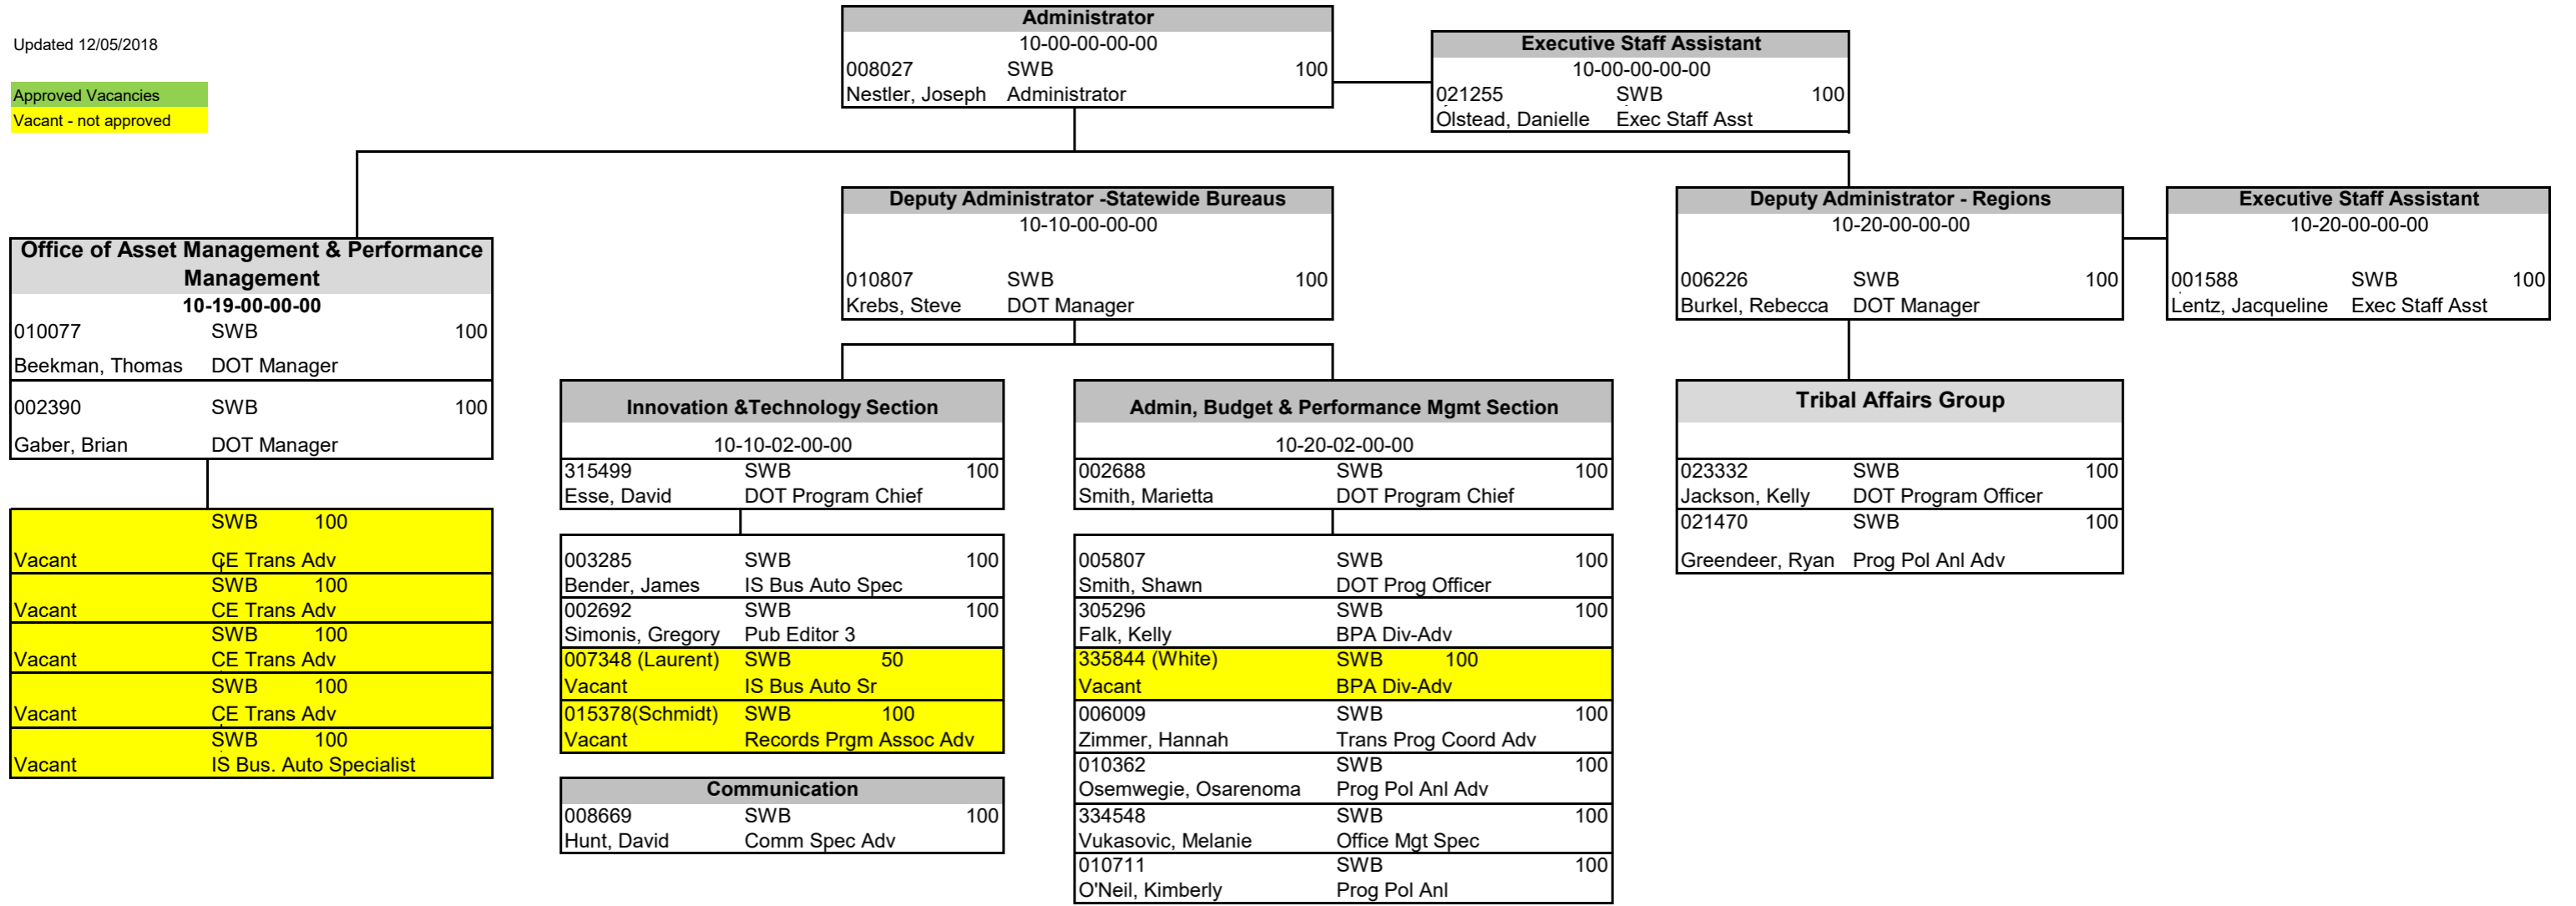 Updated 12/05/2018
Approved Vacancies
Vacant - not approved
Administrator
10-00-00-00-00
008027 SWB 100
Nestler, Joseph Administrator
Executive Staff Assistant
10-00-00-00-00
021255 SWB 100
Olstead, Danielle Exec Staff Asst
Office of Asset Management & Performance
Management
10-19-00-00-00
010077 SWB 100
Beekman, Thomas DOT Manager
002390 SWB 100
Gaber, Brian DOT Manager
SWB 100
Vacant CE Trans Adv
SWB 100
Vacant CE Trans Adv
SWB 100
Vacant CE Trans Adv
SWB 100
Vacant CE Trans Adv
SWB 100
Vacant IS Bus. Auto Specialist
Deputy Administrator -Statewide Bureaus
10-10-00-00-00
010807 SWB 100
Krebs, Steve DOT Manager
Innovation &Technology Section
10-10-02-00-00
315499 SWB 100
Esse, David DOT Program Chief
003285 SWB 100
Bender, James IS Bus Auto Spec
002692 SWB 100
Simonis, Gregory Pub Editor 3
007348 (Laurent) SWB 50
Vacant IS Bus Auto Sr
015378(Schmidt) SWB 100
Vacant Records Prgm Assoc Adv
Communication
008669 SWB 100
Hunt, David Comm Spec Adv
Admin, Budget & Performance Mgmt Section
10-20-02-00-00
002688 SWB 100
Smith, Marietta DOT Program Chief
005807 SWB 100
Smith, Shawn DOT Prog Officer
305296 SWB 100
Falk, Kelly BPA Div-Adv
335844 (White) SWB 100
Vacant BPA Div-Adv
006009 SWB 100
Zimmer, Hannah Trans Prog Coord Adv
010362 SWB 100
Osemwegie, Osarenoma Prog Pol Anl Adv
334548 SWB 100
Vukasovic, Melanie Office Mgt Spec
010711 SWB 100
O'Neil, Kimberly Prog Pol Anl
Deputy Administrator - Regions
10-20-00-00-00
006226 SWB 100
Burkel, Rebecca DOT Manager
Executive Staff Assistant
10-20-00-00-00
001588 SWB 100
Lentz, Jacqueline Exec Staff Asst
Tribal Affairs Group
023332 SWB 100
Jackson, Kelly DOT Program Officer
021470 SWB 100
Greendeer, Ryan Prog Pol Anl Adv